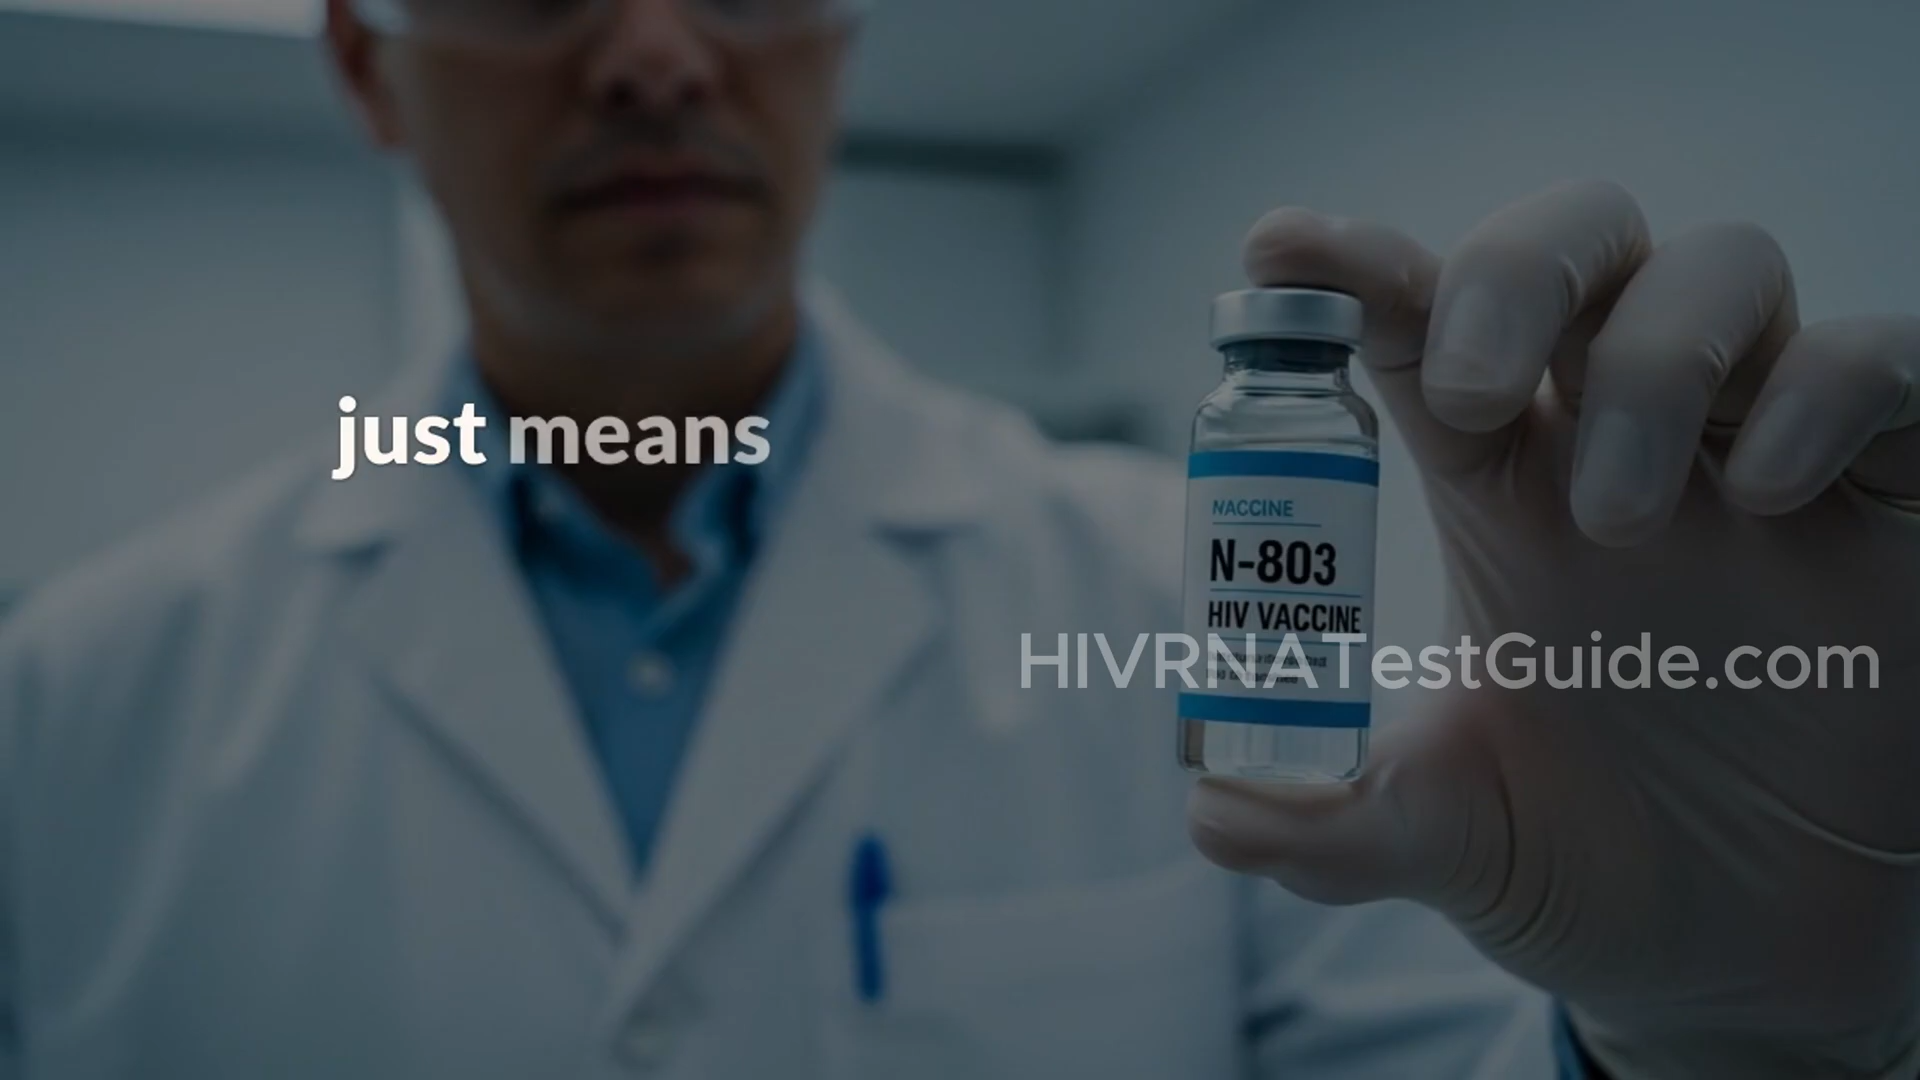 just means
NACCINE
N-803
HIV VACCINE
HIVRNATestGuide.com